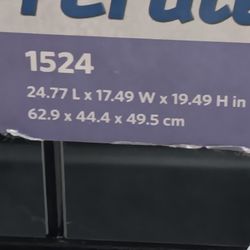 1524
24.77 L x 17.49 W x 19.49 H in
62.9 x 44.4 x 49.5 cm